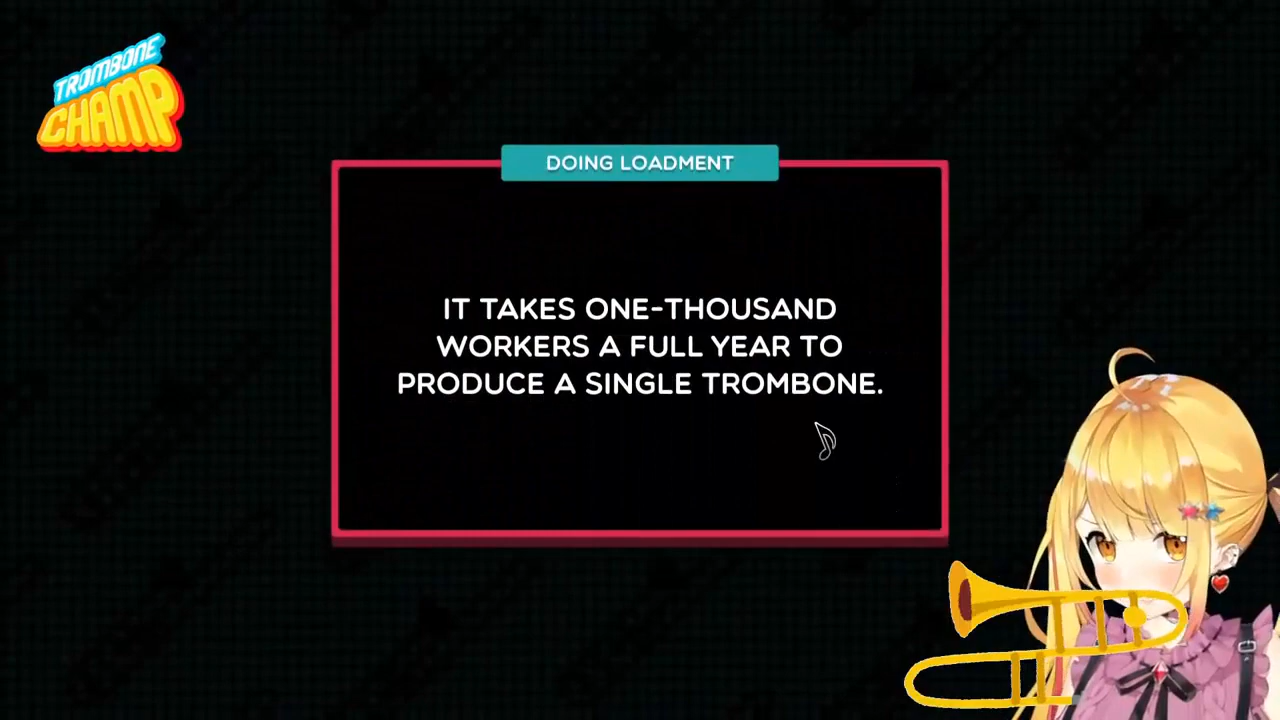 TROMBONE
CHAMP
DOING LOADMENT
IT TAKES ONE-THOUSAND
WORKERS A FULL YEAR TO
PRODUCE A SINGLE TROMBONE.